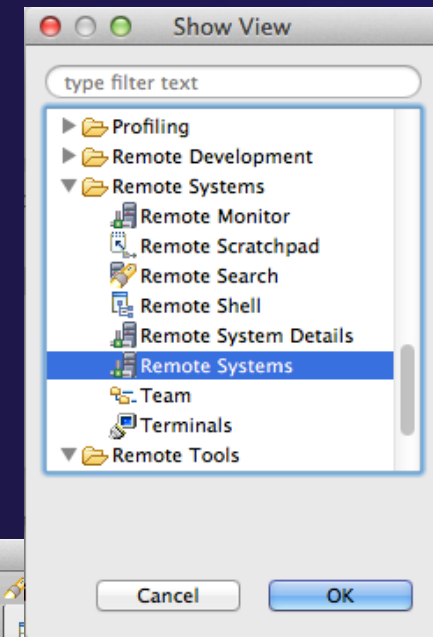 Show View
type filter text
Profiling
Remote Development
Remote Systems
Remote Monitor
Remote Scratchpad
Remote Search
Remote Shell
Remote System Details
Remote Systems
Team
Terminals
Remote Tools
Cancel OK